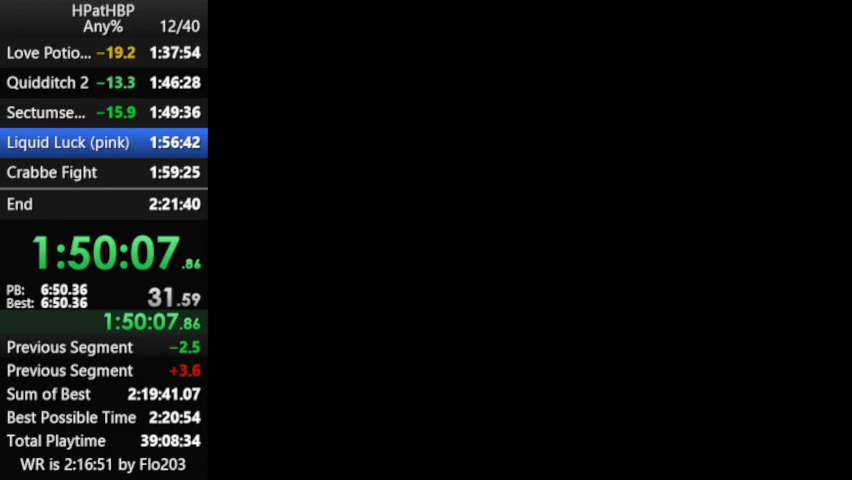 HPatHBP
Any% 12/40
Love Potio... −19.2 1:37:54
Quidditch 2 −13.3 1:46:28
Sectumse... −15.9 1:49:36
Liquid Luck (pink) 1:56:42
Crabbe Fight 1:59:25
End 2:21:40
1:50:07.86
PB: 6:50.36
Best: 6:50.36 31.59
1:50:07.86
Previous Segment −2.5
Previous Segment +3.6
Sum of Best 2:19:41.07
Best Possible Time 2:20:54
Total Playtime 39:08:34
WR is 2:16:51 by Flo203